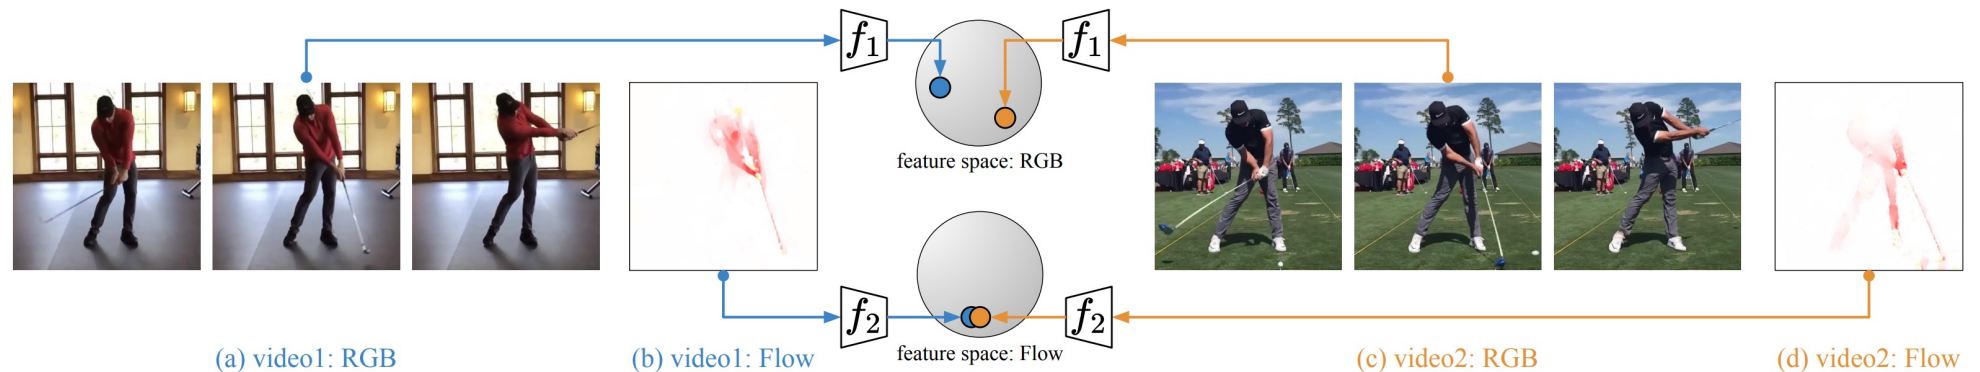 f1
f1
feature space: RGB
f2
f2
feature space: Flow
(a) video1: RGB
(b) video1: Flow
(c) video2: RGB
(d) video2: Flow